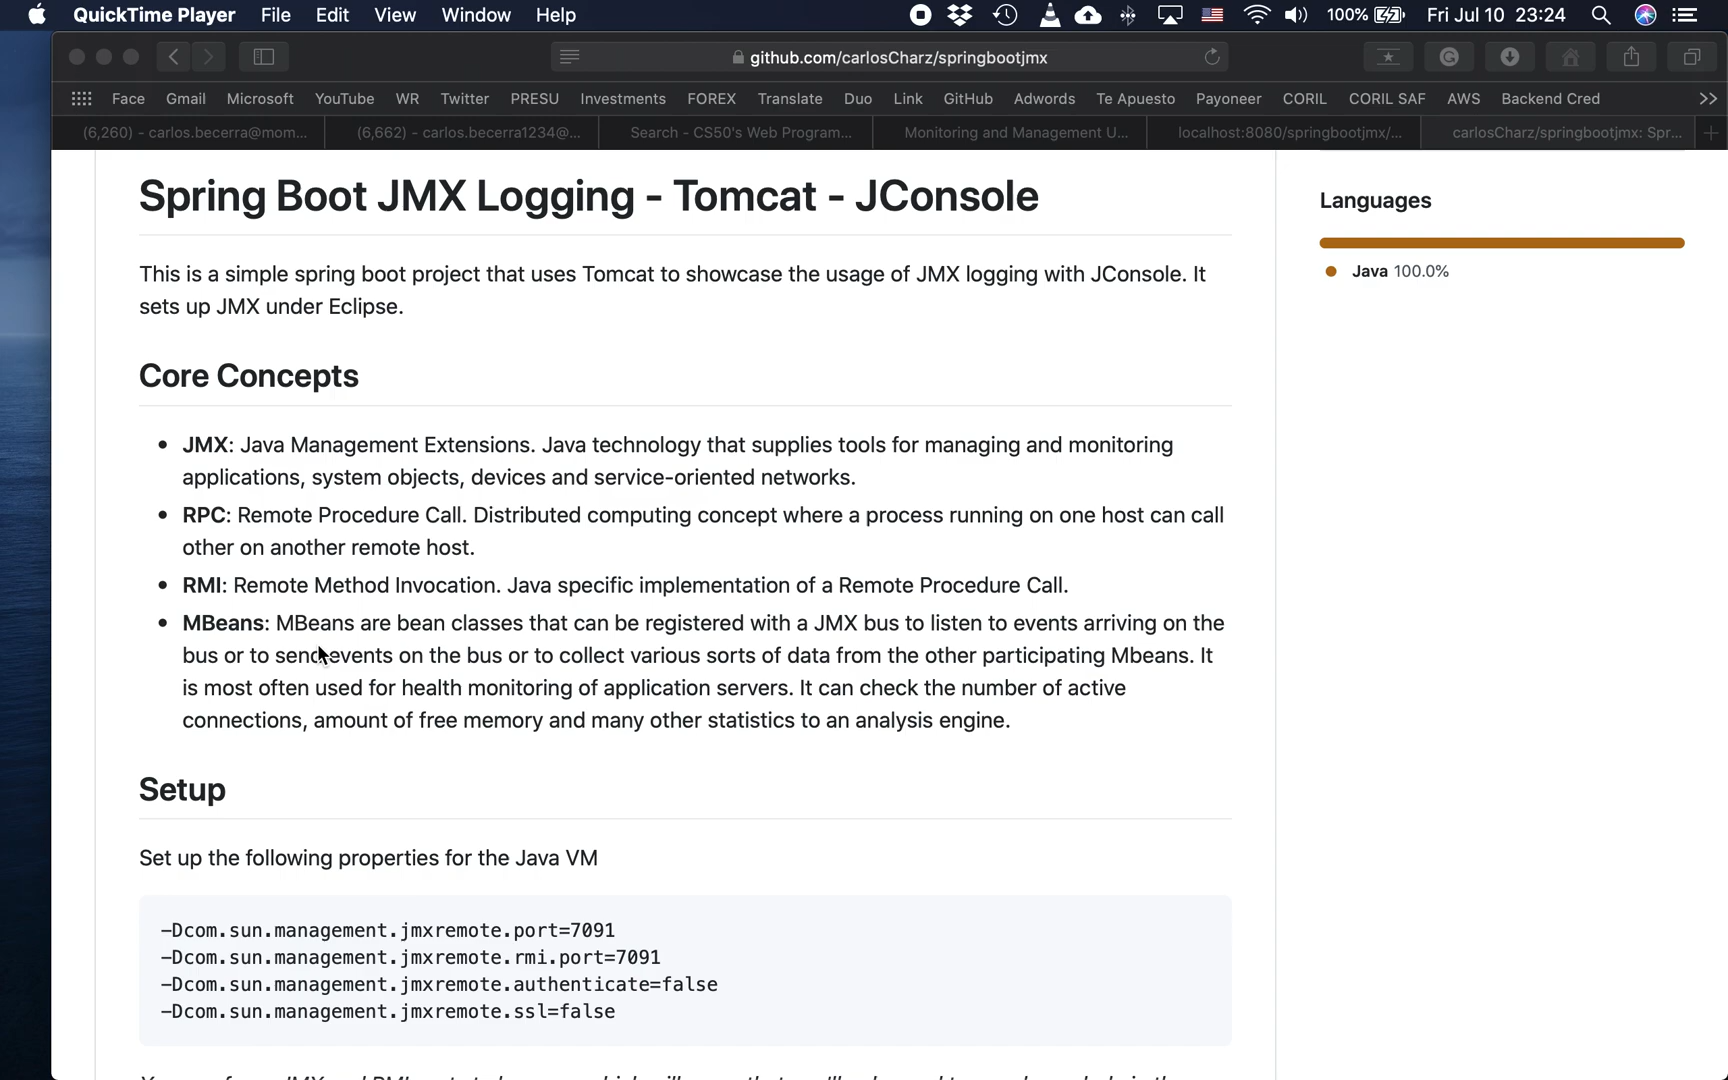 QuickTime Player File Edit View Window Help 100% Fri Jul 10 23:24
github.com/carlosCharz/springbootjmx
Face Gmail Microsoft YouTube WR Twitter PRESU Investments FOREX Translate Duo Link GitHub Adwords Te Apuesto Payoneer CORIL CORIL SAF AWS Backend Cred
(6,260) - carlos.becerra@mom... (6,662) - carlos.becerra1234@... Search - CS50's Web Program... Monitoring and Management U... localhost:8080/springbootjmx/... carlosCharz/springbootjmx: Spr...
Spring Boot JMX Logging - Tomcat - JConsole
Languages
Java 100.0%
This is a simple spring boot project that uses Tomcat to showcase the usage of JMX logging with JConsole. It
sets up JMX under Eclipse.
Core Concepts
• JMX: Java Management Extensions. Java technology that supplies tools for managing and monitoring
applications, system objects, devices and service-oriented networks.
• RPC: Remote Procedure Call. Distributed computing concept where a process running on one host can call
other on another remote host.
• RMI: Remote Method Invocation. Java specific implementation of a Remote Procedure Call.
• MBeans: MBeans are bean classes that can be registered with a JMX bus to listen to events arriving on the
bus or to send events on the bus or to collect various sorts of data from the other participating Mbeans. It
is most often used for health monitoring of application servers. It can check the number of active
connections, amount of free memory and many other statistics to an analysis engine.
Setup
Set up the following properties for the Java VM
-Dcom.sun.management.jmxremote.port=7091
-Dcom.sun.management.jmxremote.rmi.port=7091
-Dcom.sun.management.jmxremote.authenticate=false
-Dcom.sun.management.jmxremote.ssl=false